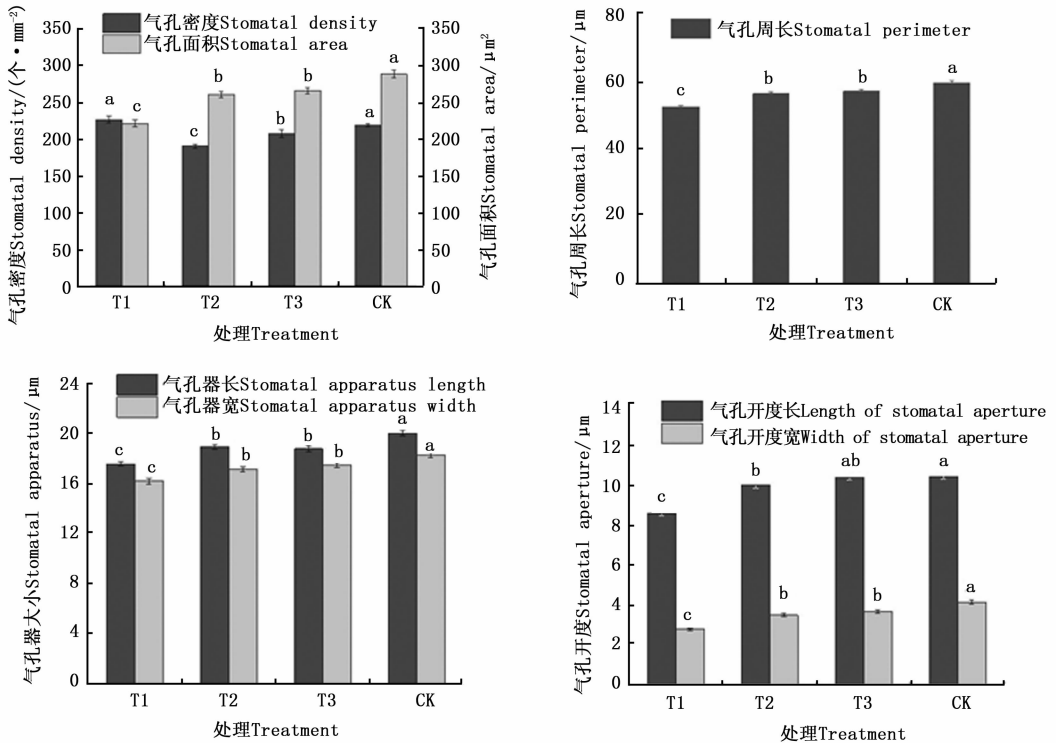 气孔密度Stomatal density
气孔面积Stomatal area
气孔密度Stomatal density/(个·mm⁻²)
350
300
250
200
150
100
50
0
a c
c b
b b
a a
350
300
250
200
150
100
50
0
气孔面积Stomatal area/μm²
T1 T2 T3 CK
处理Treatment
气孔周长Stomatal perimeter
气孔周长Stomatal perimeter/μm
80
60
40
20
0
c b b a
T1 T2 T3 CK
处理Treatment
气孔器长Stomatal apparatus length
气孔器宽Stomatal apparatus width
气孔器大小Stomatal apparatus/μm
24
20
16
12
8
4
0
c c
b b
b b
a a
T1 T2 T3 CK
处理Treatment
气孔开度长Length of stomatal aperture
气孔开度宽Width of stomatal aperture
气孔开度Stomatal aperture/μm
14
12
10
8
6
4
2
0
c c
b b
ab b
a a
T1 T2 T3 CK
处理Treatment